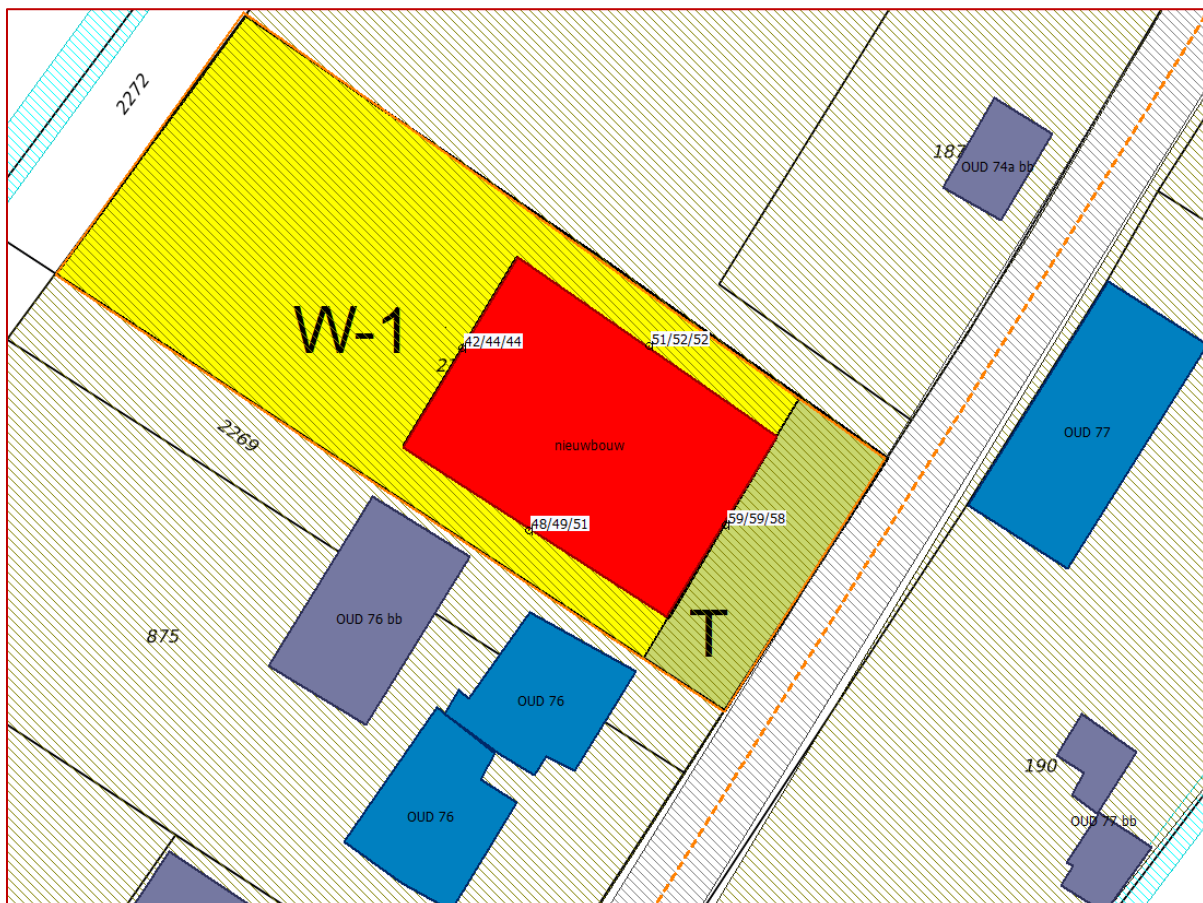 2272
187
OUD 74a bb
W-1
42/44/44
51/52/52
2269
nieuwbouw
OUD 77
48/49/51
59/59/58
OUD 76 bb
875
T
OUD 76
190
OUD 76
OUD 77 bb